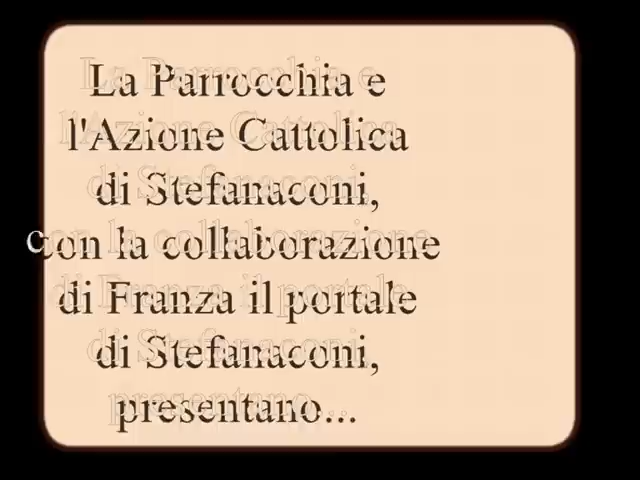 La Parrocchia e
l'Azione Cattolica
di Stefanaconi,
con la collaborazione
di Franza il portale
di Stefanaconi,
presentano...